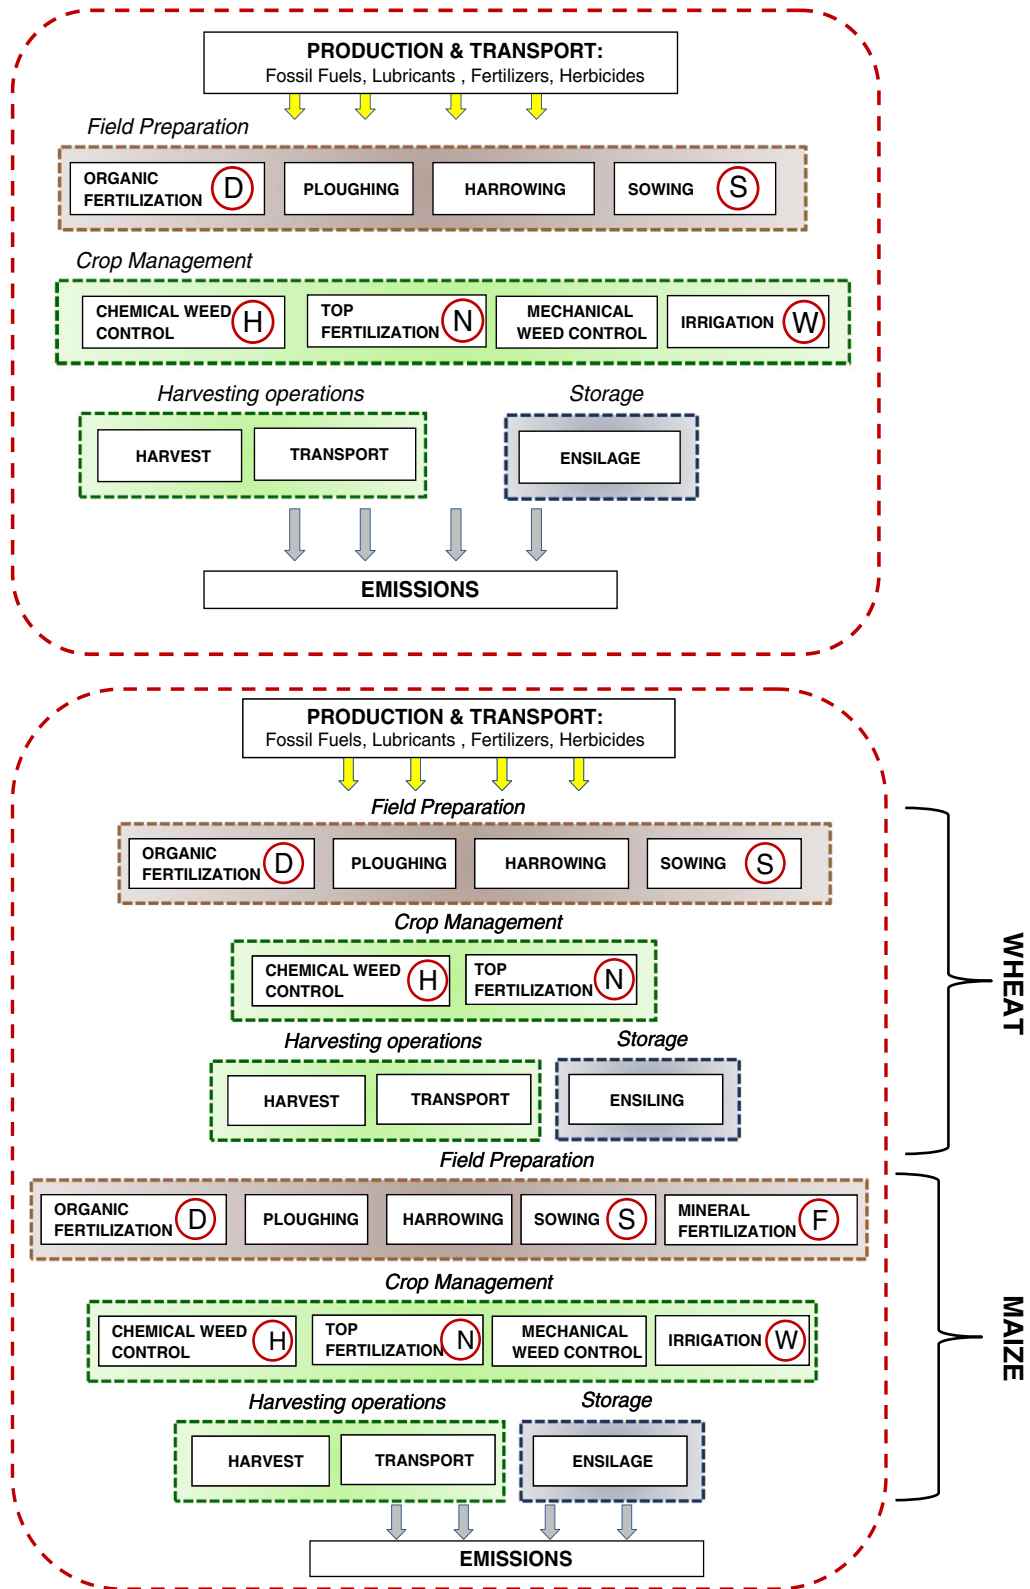 PRODUCTION & TRANSPORT:
Fossil Fuels, Lubricants , Fertilizers, Herbicides
Field Preparation
ORGANIC
FERTILIZATION D
PLOUGHING
HARROWING
SOWING S
Crop Management
CHEMICAL WEED
CONTROL H
TOP
FERTILIZATION N
MECHANICAL
WEED CONTROL
IRRIGATION W
Harvesting operations
HARVEST
TRANSPORT
Storage
ENSILAGE
EMISSIONS
PRODUCTION & TRANSPORT:
Fossil Fuels, Lubricants , Fertilizers, Herbicides
Field Preparation
ORGANIC
FERTILIZATION D
PLOUGHING
HARROWING
SOWING S
Crop Management
CHEMICAL WEED
CONTROL H
TOP
FERTILIZATION N
Harvesting operations
HARVEST
TRANSPORT
Storage
ENSILING
WHEAT
Field Preparation
ORGANIC
FERTILIZATION D
PLOUGHING
HARROWING
SOWING S
MINERAL
FERTILIZATION F
Crop Management
CHEMICAL WEED
CONTROL H
TOP
FERTILIZATION N
MECHANICAL
WEED CONTROL
IRRIGATION W
Harvesting operations
HARVEST
TRANSPORT
Storage
ENSILAGE
MAIZE
EMISSIONS